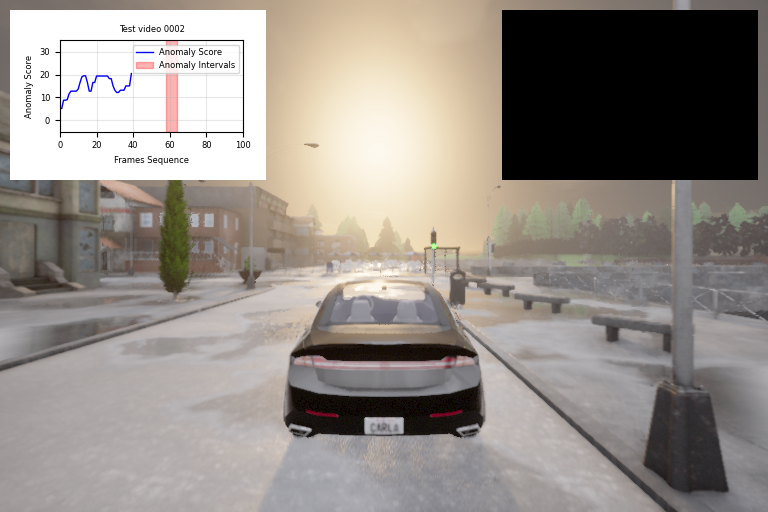 Test video 0002
Anomaly Score
30
20
10
0
Anomaly Score
Anomaly Intervals
0 20 40 60 80 100
Frames Sequence
CARLA